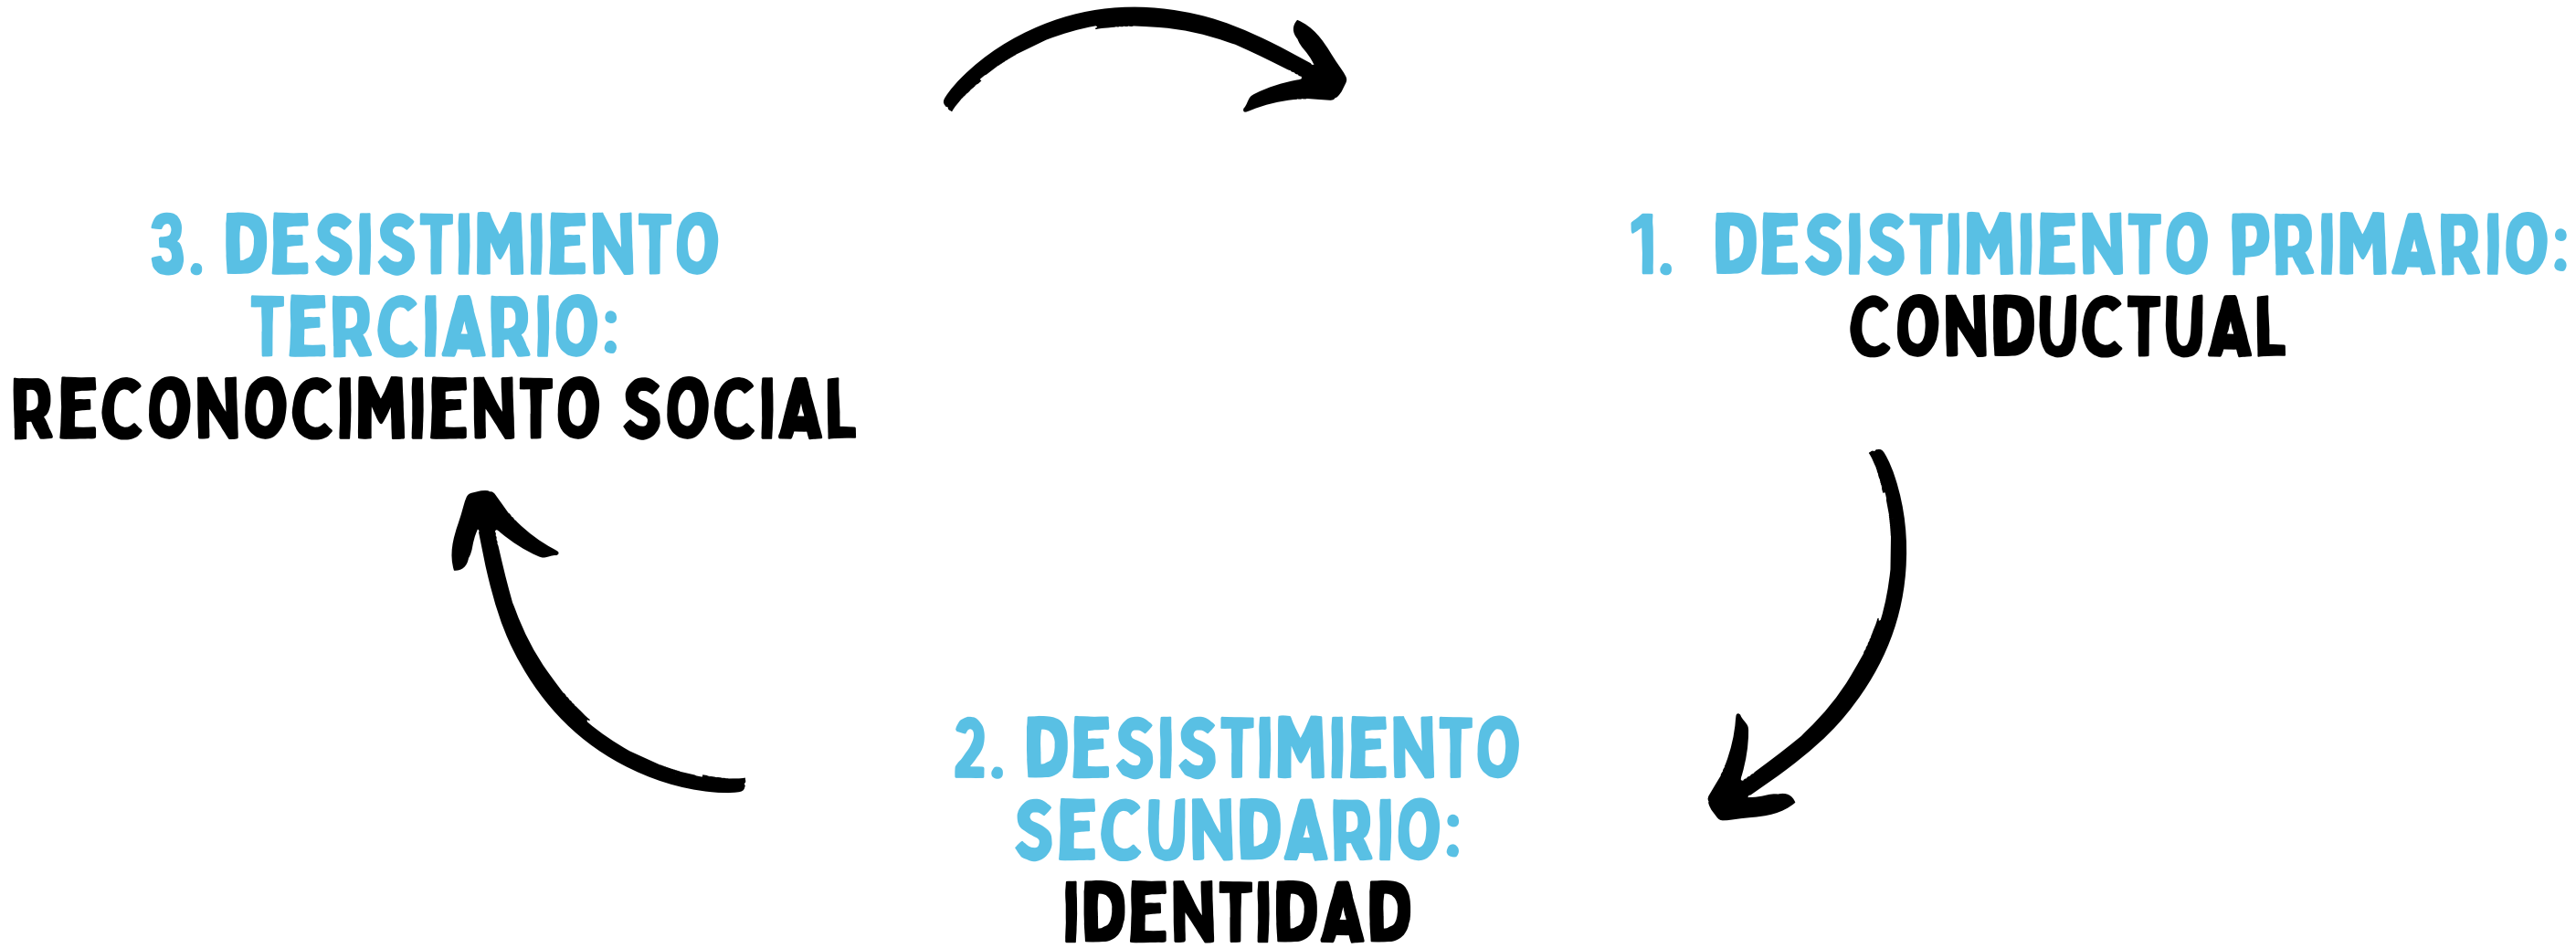 1. DESISTIMIENTO PRIMARIO:
CONDUCTUAL
2. DESISTIMIENTO
SECUNDARIO:
IDENTIDAD
3. DESISTIMIENTO
TERCIARIO:
RECONOCIMIENTO SOCIAL